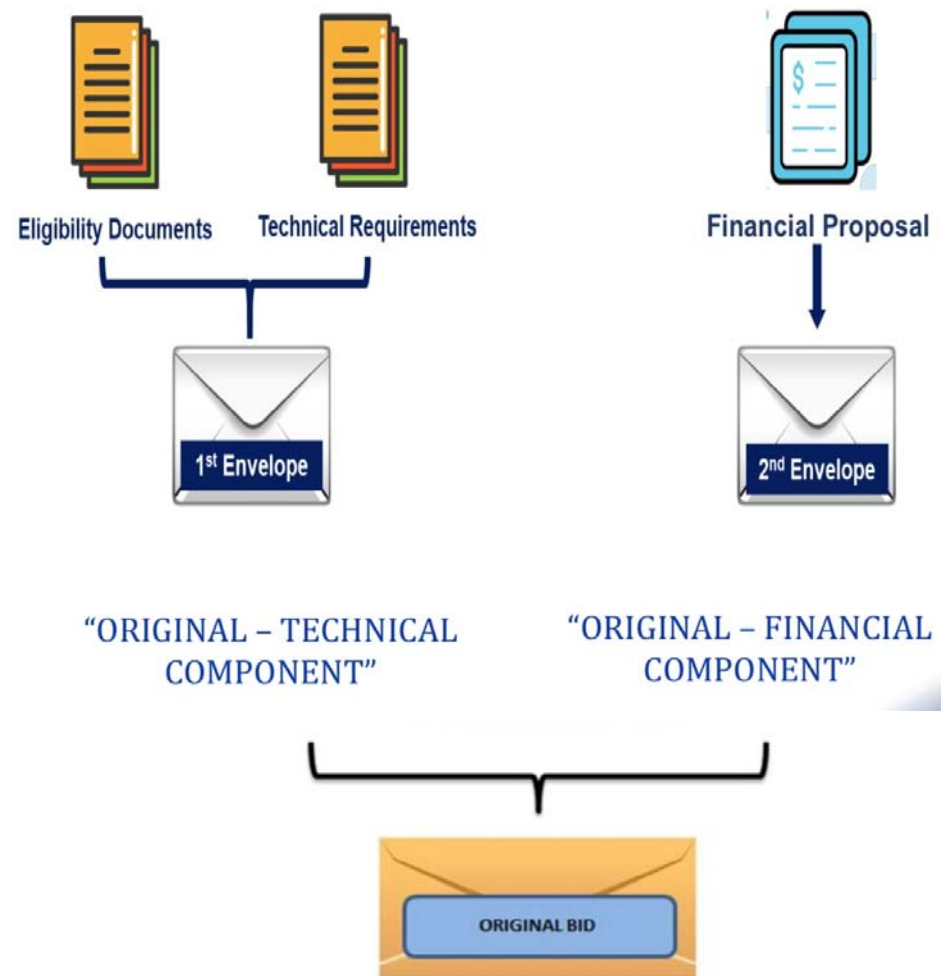 Eligibility Documents
Technical Requirements
$
Financial Proposal
1st Envelope
2nd Envelope
“ORIGINAL – TECHNICAL
COMPONENT”
“ORIGINAL – FINANCIAL
COMPONENT”
ORIGINAL BID